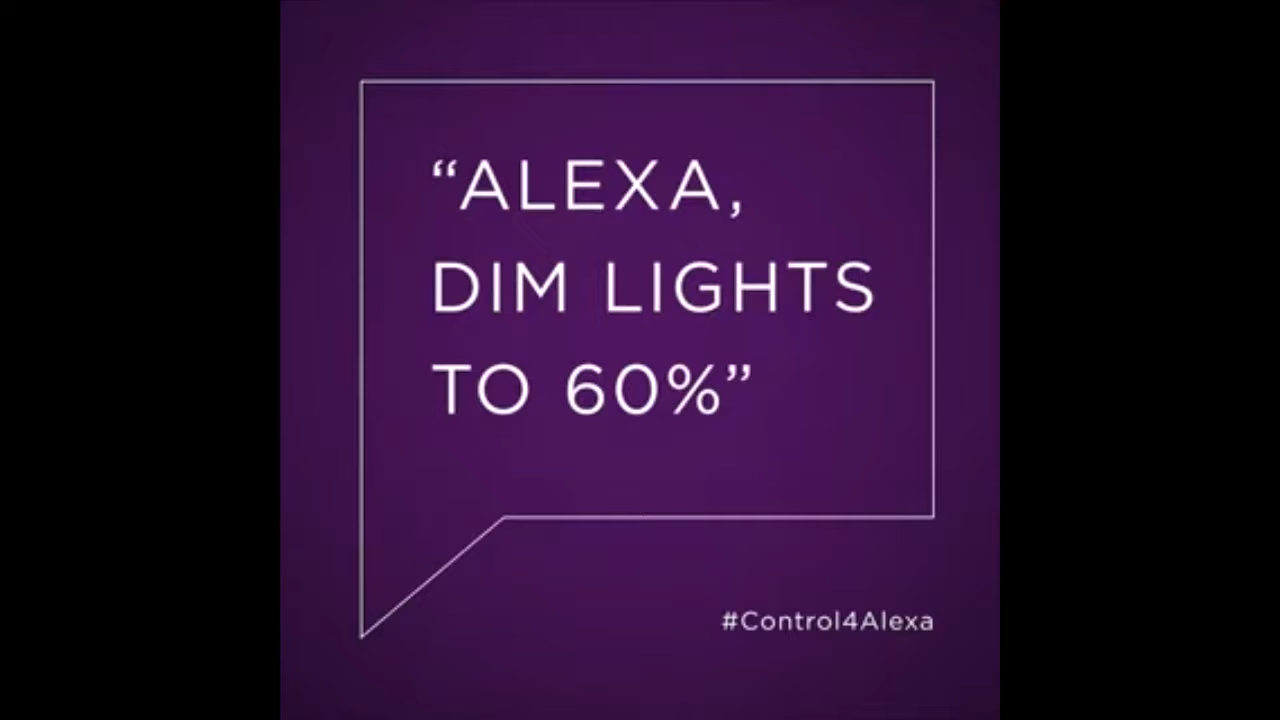 “ALEXA,
DIM LIGHTS
TO 60%”
#Control4Alexa